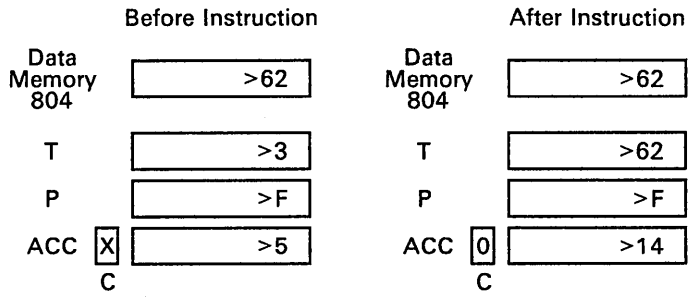 Before Instruction After Instruction
Data Memory 804 >62 Data Memory 804 >62
T >3 T >62
P >F P >F
ACC X >5 ACC 0 >14
C C